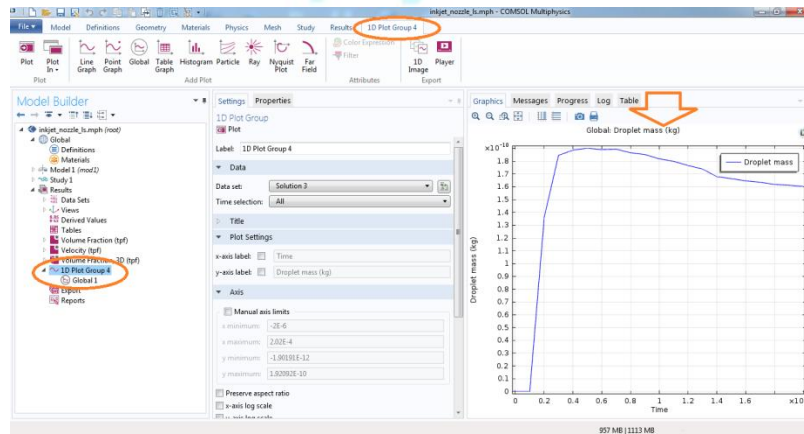 inkjet_nozzle_ls.mph - COMSOL Multiphysics
File Model Definitions Geometry Materials Physics Mesh Study Results 1D Plot Group 4
Plot
Plot In
Line Graph
Point Graph
Global
Table Graph
Histogram
Particle
Ray
Nyquist Plot
Far Field
Color Expression
Filter
1D Image
Player
Plot Add Plot Attributes Export
Model Builder
inkjet_nozzle_ls.mph (root)
Global
Definitions
Materials
Model 1 (mod1)
Study 1
Results
Data Sets
Views
Derived Values
Tables
Volume Fraction (tpf)
Velocity (tpf)
Volume Fraction, 3D (tpf)
1D Plot Group 4
Global 1
Export
Reports
Settings Properties
1D Plot Group
Plot
Label: 1D Plot Group 4
Data
Data set: Solution 3
Time selection: All
Title
Plot Settings
x-axis label: Time
y-axis label: Droplet mass (kg)
Axis
Manual axis limits
x minimum: -2E-6
x maximum: 2.02E-4
y minimum: -1.90191E-12
y maximum: 1.92092E-10
Preserve aspect ratio
x-axis log scale
y-axis log scale
Graphics Messages Progress Log Table
Global: Droplet mass (kg)
×10⁻¹⁰
Droplet mass
1.8
1.7
1.6
1.5
1.4
1.3
1.2
1.1
1
0.9
0.8
0.7
0.6
0.5
0.4
0.3
0.2
0.1
0
Droplet mass (kg)
0 0.2 0.4 0.6 0.8 1 1.2 1.4 1.6 ×10
Time
957 MB | 1113 MB